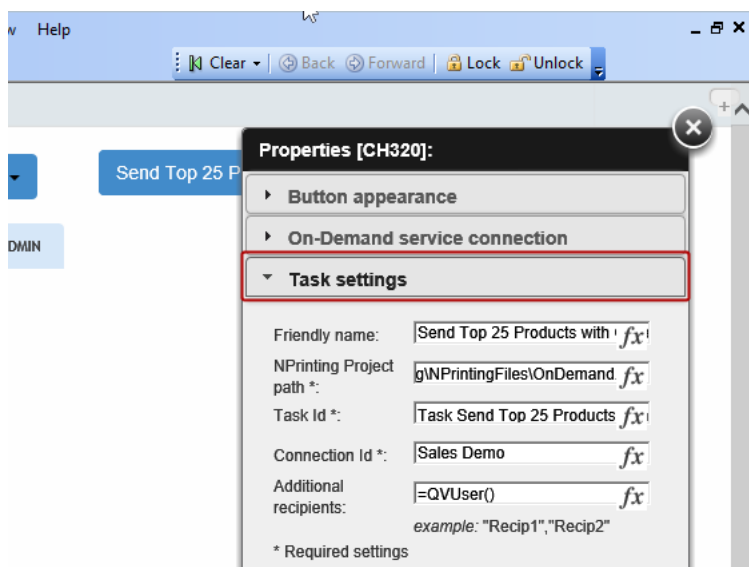 Help
Clear Back Forward Lock Unlock
Properties [CH320]:
Send Top 25 P
Button appearance
DMIN
On-Demand service connection
Task settings
Friendly name: Send Top 25 Products with
NPrinting Project path *: g\NPrintingFiles\OnDemand.
Task Id *: Task Send Top 25 Products
Connection Id *: Sales Demo
Additional recipients: =QVUser()
example: "Recip1","Recip2"
* Required settings